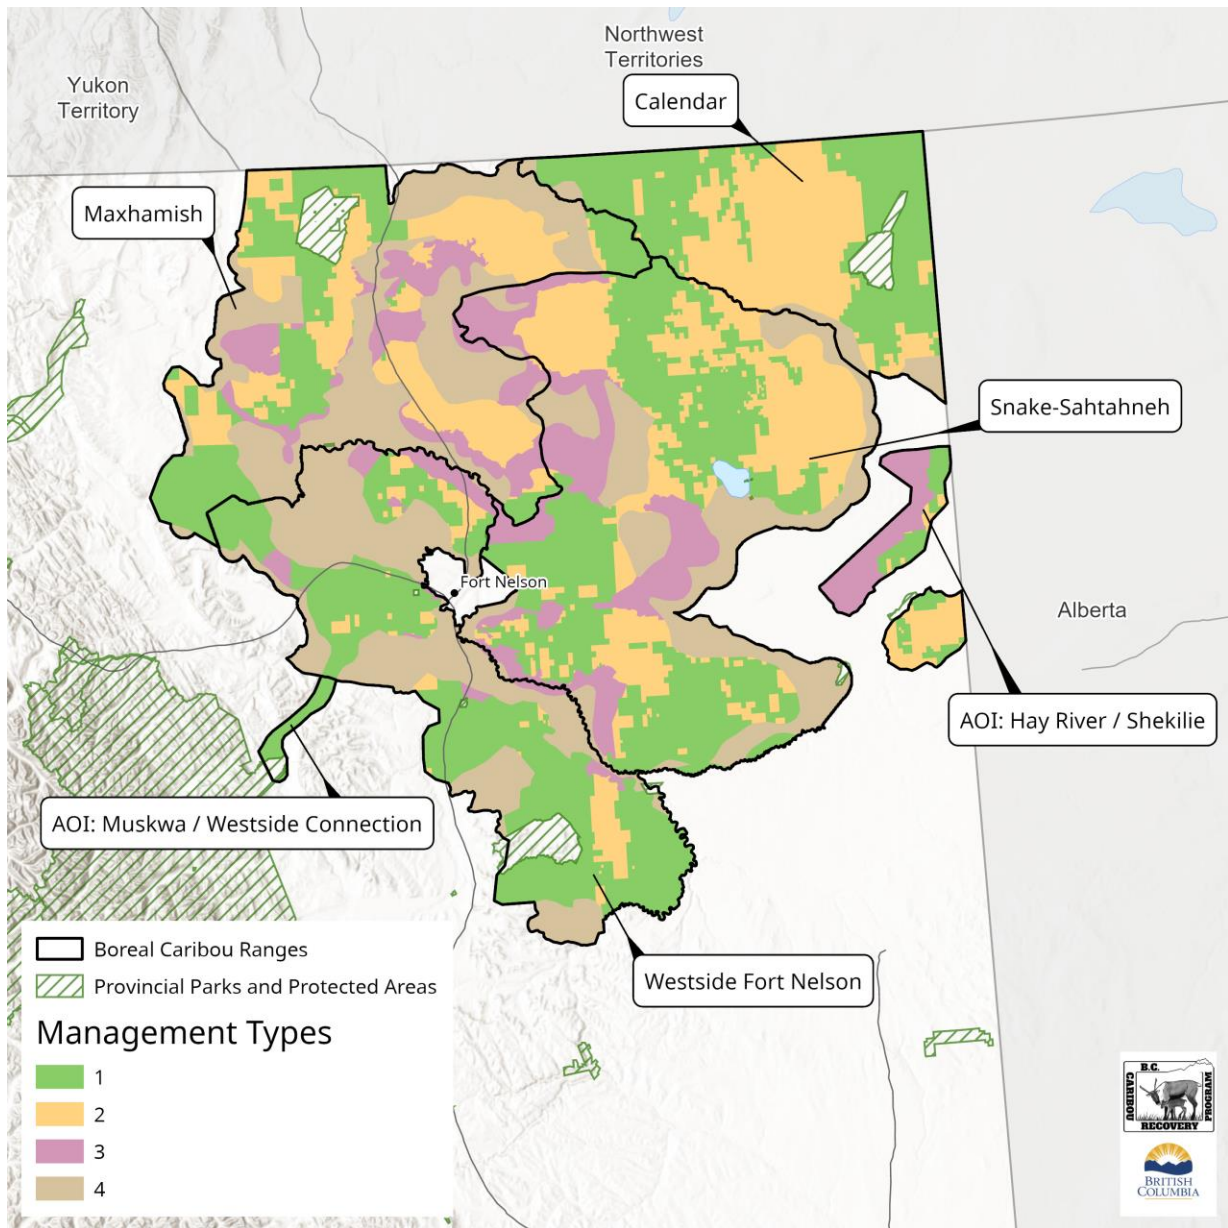 Northwest
Territories
Yukon
Territory
Calendar
Maxhamish
Snake-Sahtahneh
Fort Nelson
Alberta
AOI: Hay River / Shekilie
AOI: Muskwa / Westside Connection
Westside Fort Nelson
Boreal Caribou Ranges
Provincial Parks and Protected Areas
Management Types
1
2
3
4
B.C.
CARIBOU
PROGRAM
RECOVERY
BRITISH
COLUMBIA